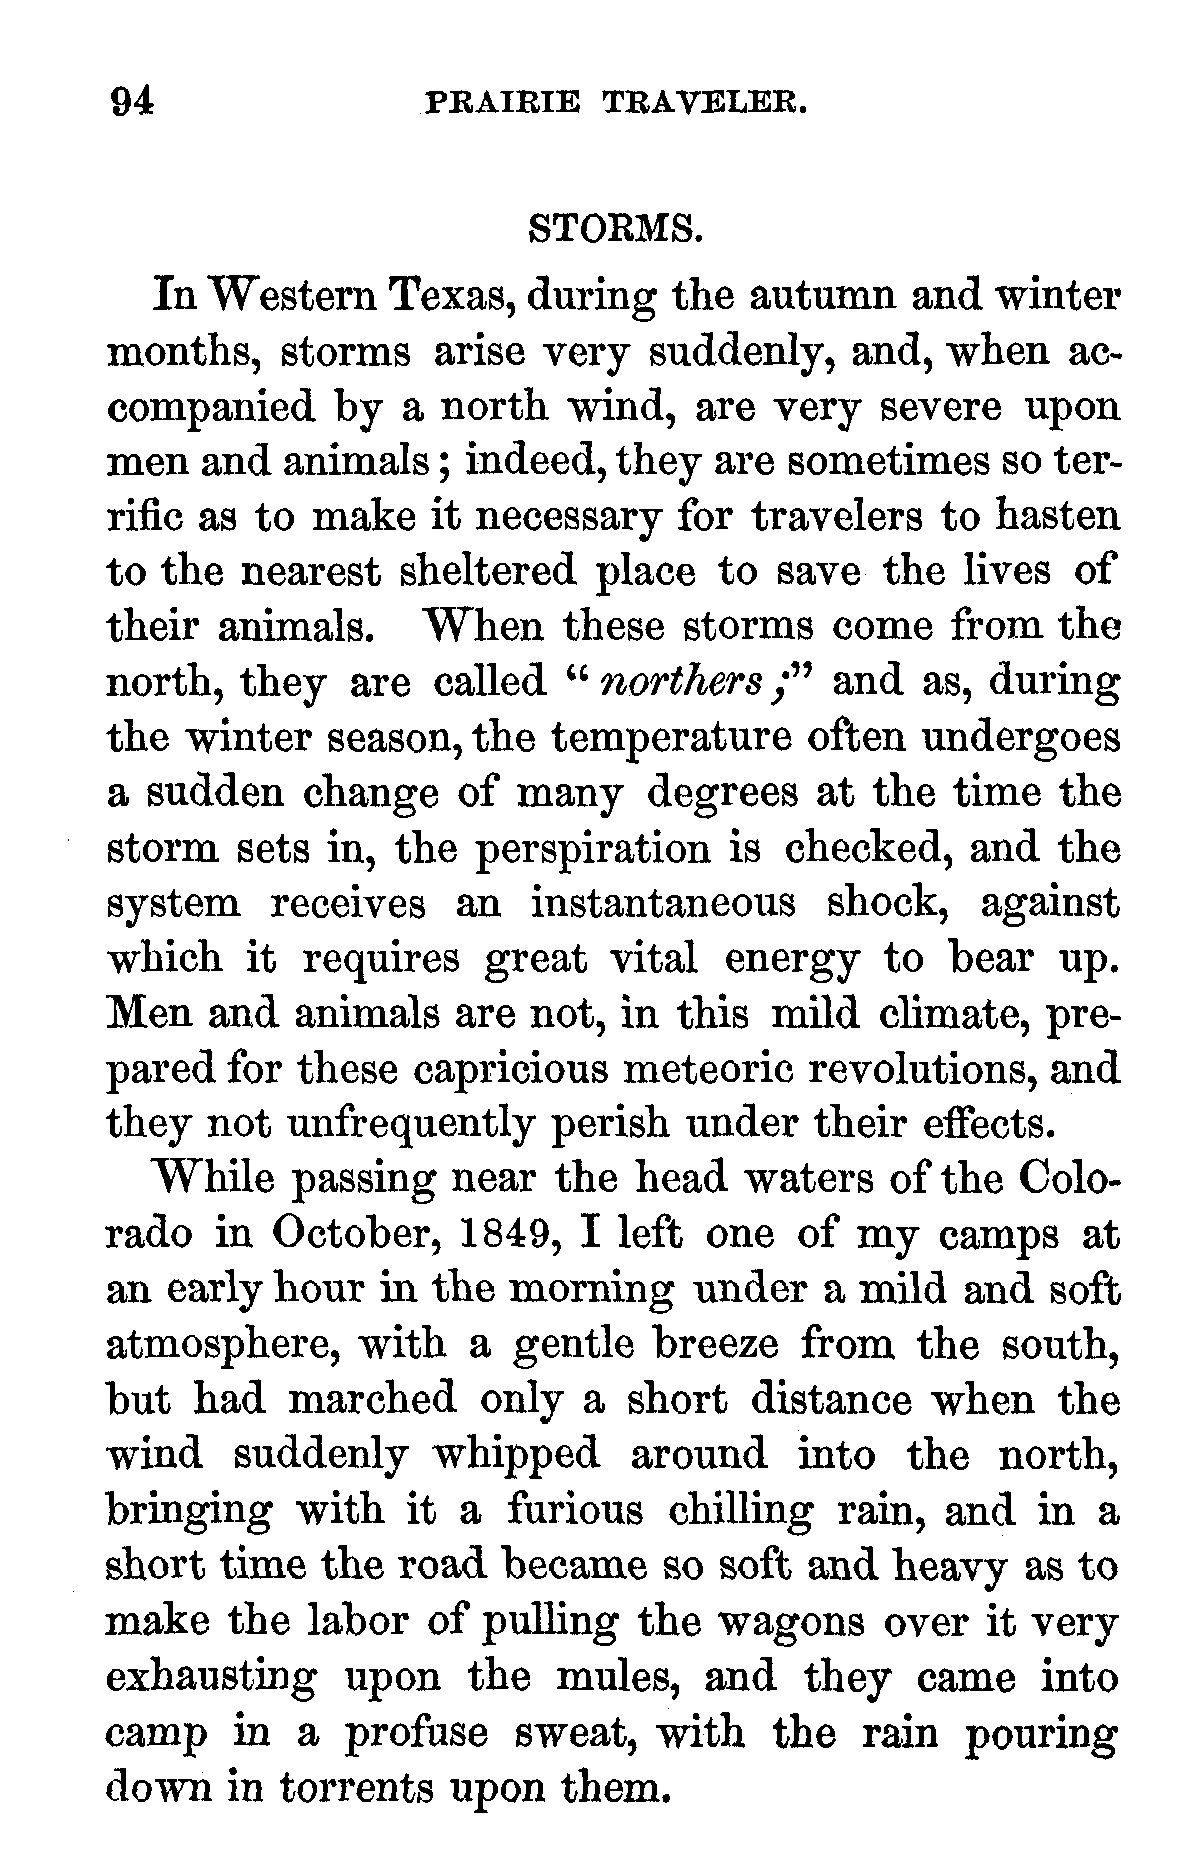 94 PRAIRIE TRAVELER.
STORMS.
In Western Texas, during the autumn and winter
months, storms arise very suddenly, and, when ac-
companied by a north wind, are very severe upon
men and animals; indeed, they are sometimes so ter-
rific as to make it necessary for travelers to hasten
to the nearest sheltered place to save the lives of
their animals. When these storms come from the
north, they are called "northers;" and as, during
the winter season, the temperature often undergoes
a sudden change of many degrees at the time the
storm sets in, the perspiration is checked, and the
system receives an instantaneous shock, against
which it requires great vital energy to bear up.
Men and animals are not, in this mild climate, pre-
pared for these capricious meteoric revolutions, and
they not unfrequently perish under their effects.
While passing near the head waters of the Colo-
rado in October, 1849, I left one of my camps at
an early hour in the morning under a mild and soft
atmosphere, with a gentle breeze from the south,
but had marched only a short distance when the
wind suddenly whipped around into the north,
bringing with it a furious chilling rain, and in a
short time the road became so soft and heavy as to
make the labor of pulling the wagons over it very
exhausting upon the mules, and they came into
camp in a profuse sweat, with the rain pouring
down in torrents upon them.